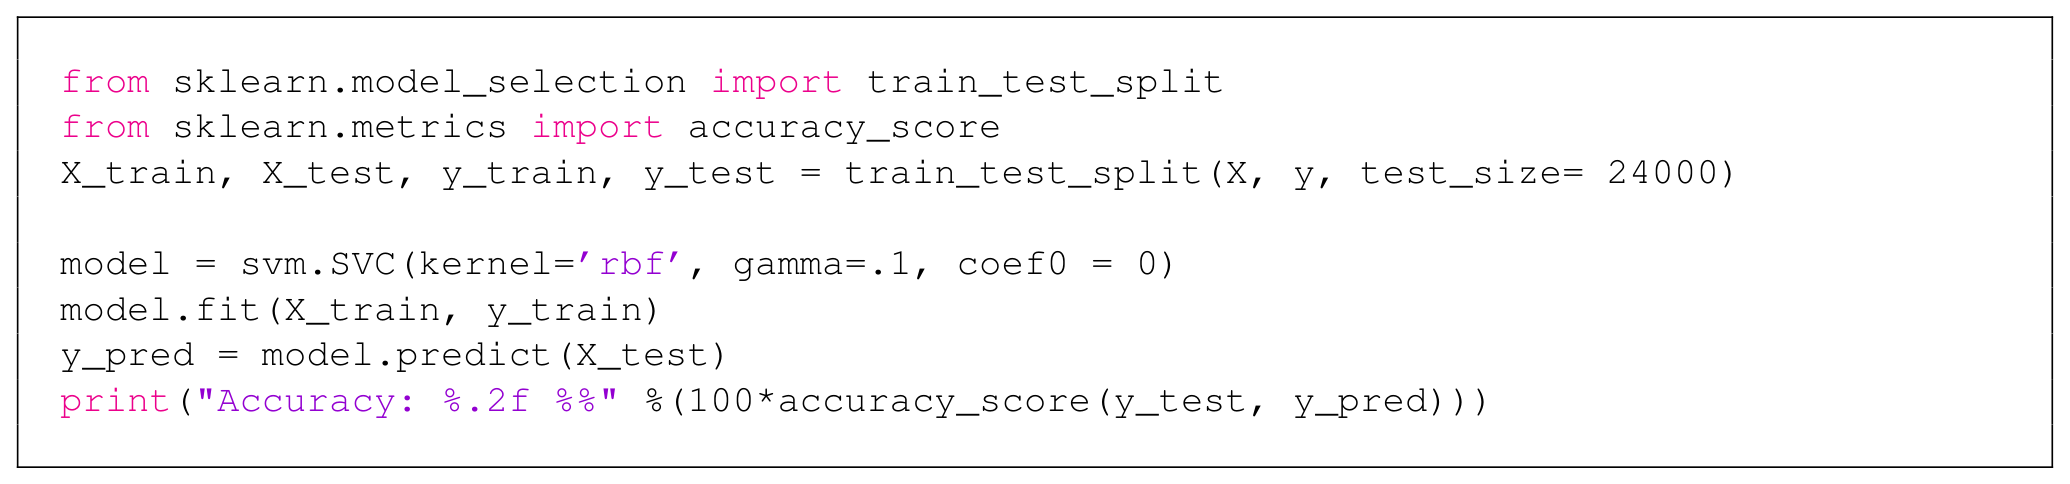 from sklearn.model_selection import train_test_split
from sklearn.metrics import accuracy_score
X_train, X_test, y_train, y_test = train_test_split(X, y, test_size= 24000)
model = svm.SVC(kernel=’rbf’, gamma=.1, coef0 = 0)
model.fit(X_train, y_train)
y_pred = model.predict(X_test)
print("Accuracy: %.2f %%" %(100*accuracy_score(y_test, y_pred)))